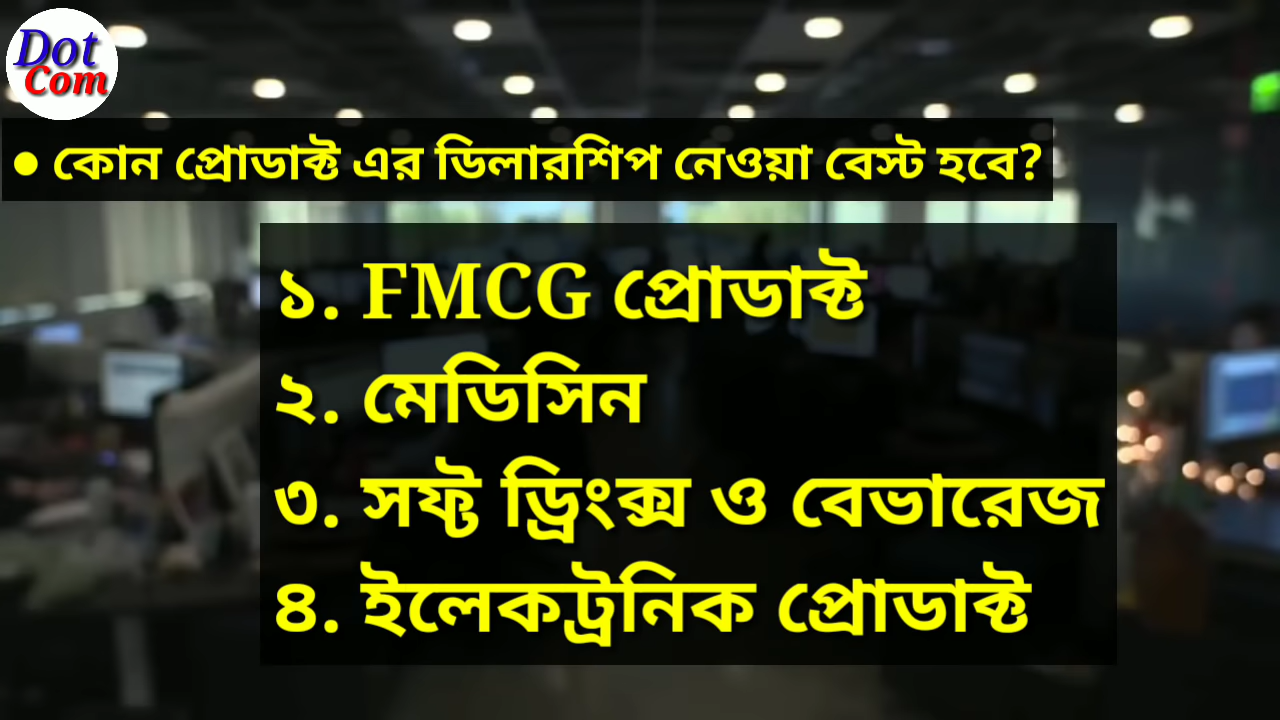 Dot
Com
● কোন প্রোডাক্ট এর ডিলারশিপ নেওয়া বেস্ট হবে?
১. FMCG প্রোডাক্ট
২. মেডিসিন
৩. সফ্ট ড্রিংক্স ও বেভারেজ
৪. ইলেকট্রনিক প্রোডাক্ট